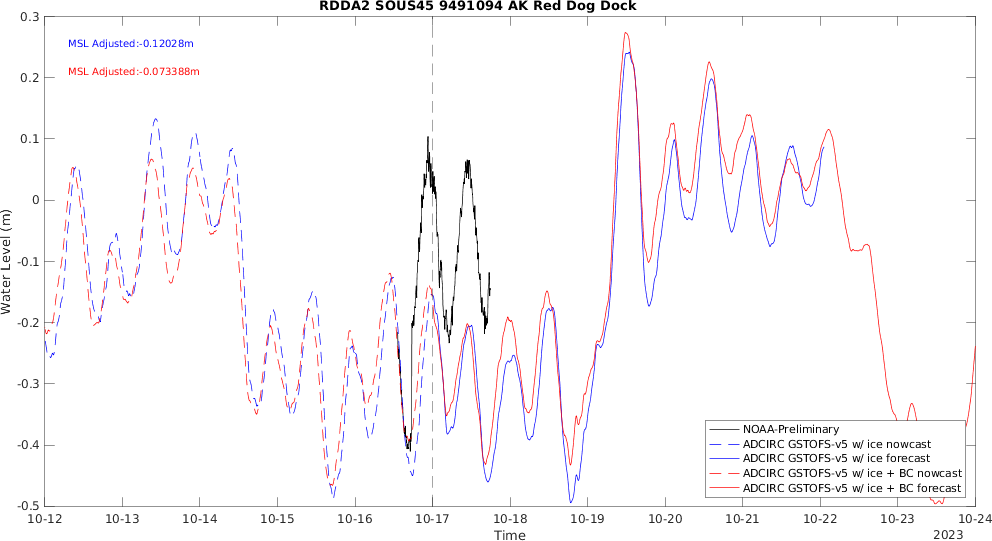 RDDA2 SOUS45 9491094 AK Red Dog Dock
MSL Adjusted:-0.12028m
MSL Adjusted:-0.073388m
Water Level (m)
0.3
0.2
0.1
0
-0.1
-0.2
-0.3
-0.4
-0.5
NOAA-Preliminary
ADCIRC GSTOFS-v5 w/ ice nowcast
ADCIRC GSTOFS-v5 w/ ice forecast
ADCIRC GSTOFS-v5 w/ ice + BC nowcast
ADCIRC GSTOFS-v5 w/ ice + BC forecast
10-12 10-13 10-14 10-15 10-16 10-17 10-18 10-19 10-20 10-21 10-22 10-23 10-24
Time
2023